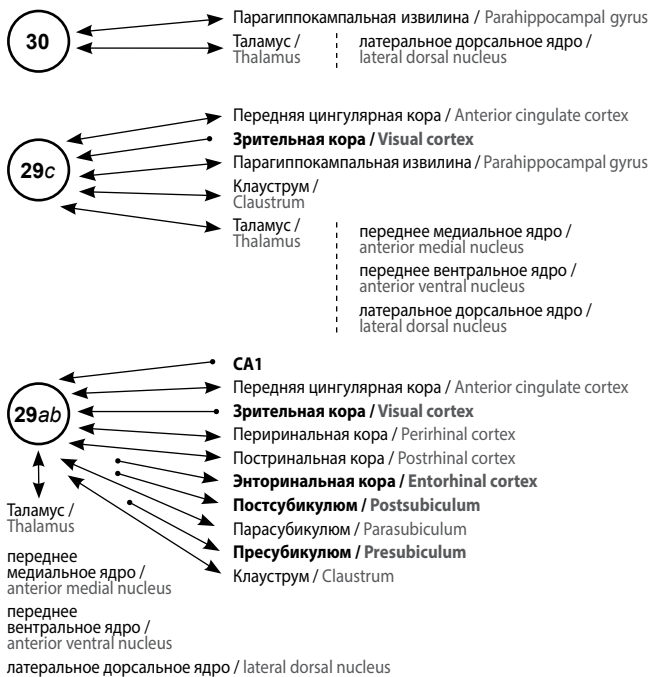 30
Парагиппокампальная извилина / Parahippocampal gyrus
Таламус /
Thalamus
латеральное дорсальное ядро /
lateral dorsal nucleus
29c
Передняя цингулярная кора / Anterior cingulate cortex
Зрительная кора / Visual cortex
Парагиппокампальная извилина / Parahippocampal gyrus
Клауструм /
Claustrum
Таламус /
Thalamus
переднее медиальное ядро /
anterior medial nucleus
переднее вентральное ядро /
anterior ventral nucleus
латеральное дорсальное ядро /
lateral dorsal nucleus
29ab
CA1
Передняя цингулярная кора / Anterior cingulate cortex
Зрительная кора / Visual cortex
Периринальная кора / Perirhinal cortex
Постринальная кора / Postrhinal cortex
Энторинальная кора / Entorhinal cortex
Постсубикулюм / Postsubiculum
Парасубикулюм / Parasubiculum
Пресубикулюм / Presubiculum
Клауструм / Claustrum
Таламус /
Thalamus
переднее
медиальное ядро /
anterior medial nucleus
переднее
вентральное ядро /
anterior ventral nucleus
латеральное дорсальное ядро / lateral dorsal nucleus